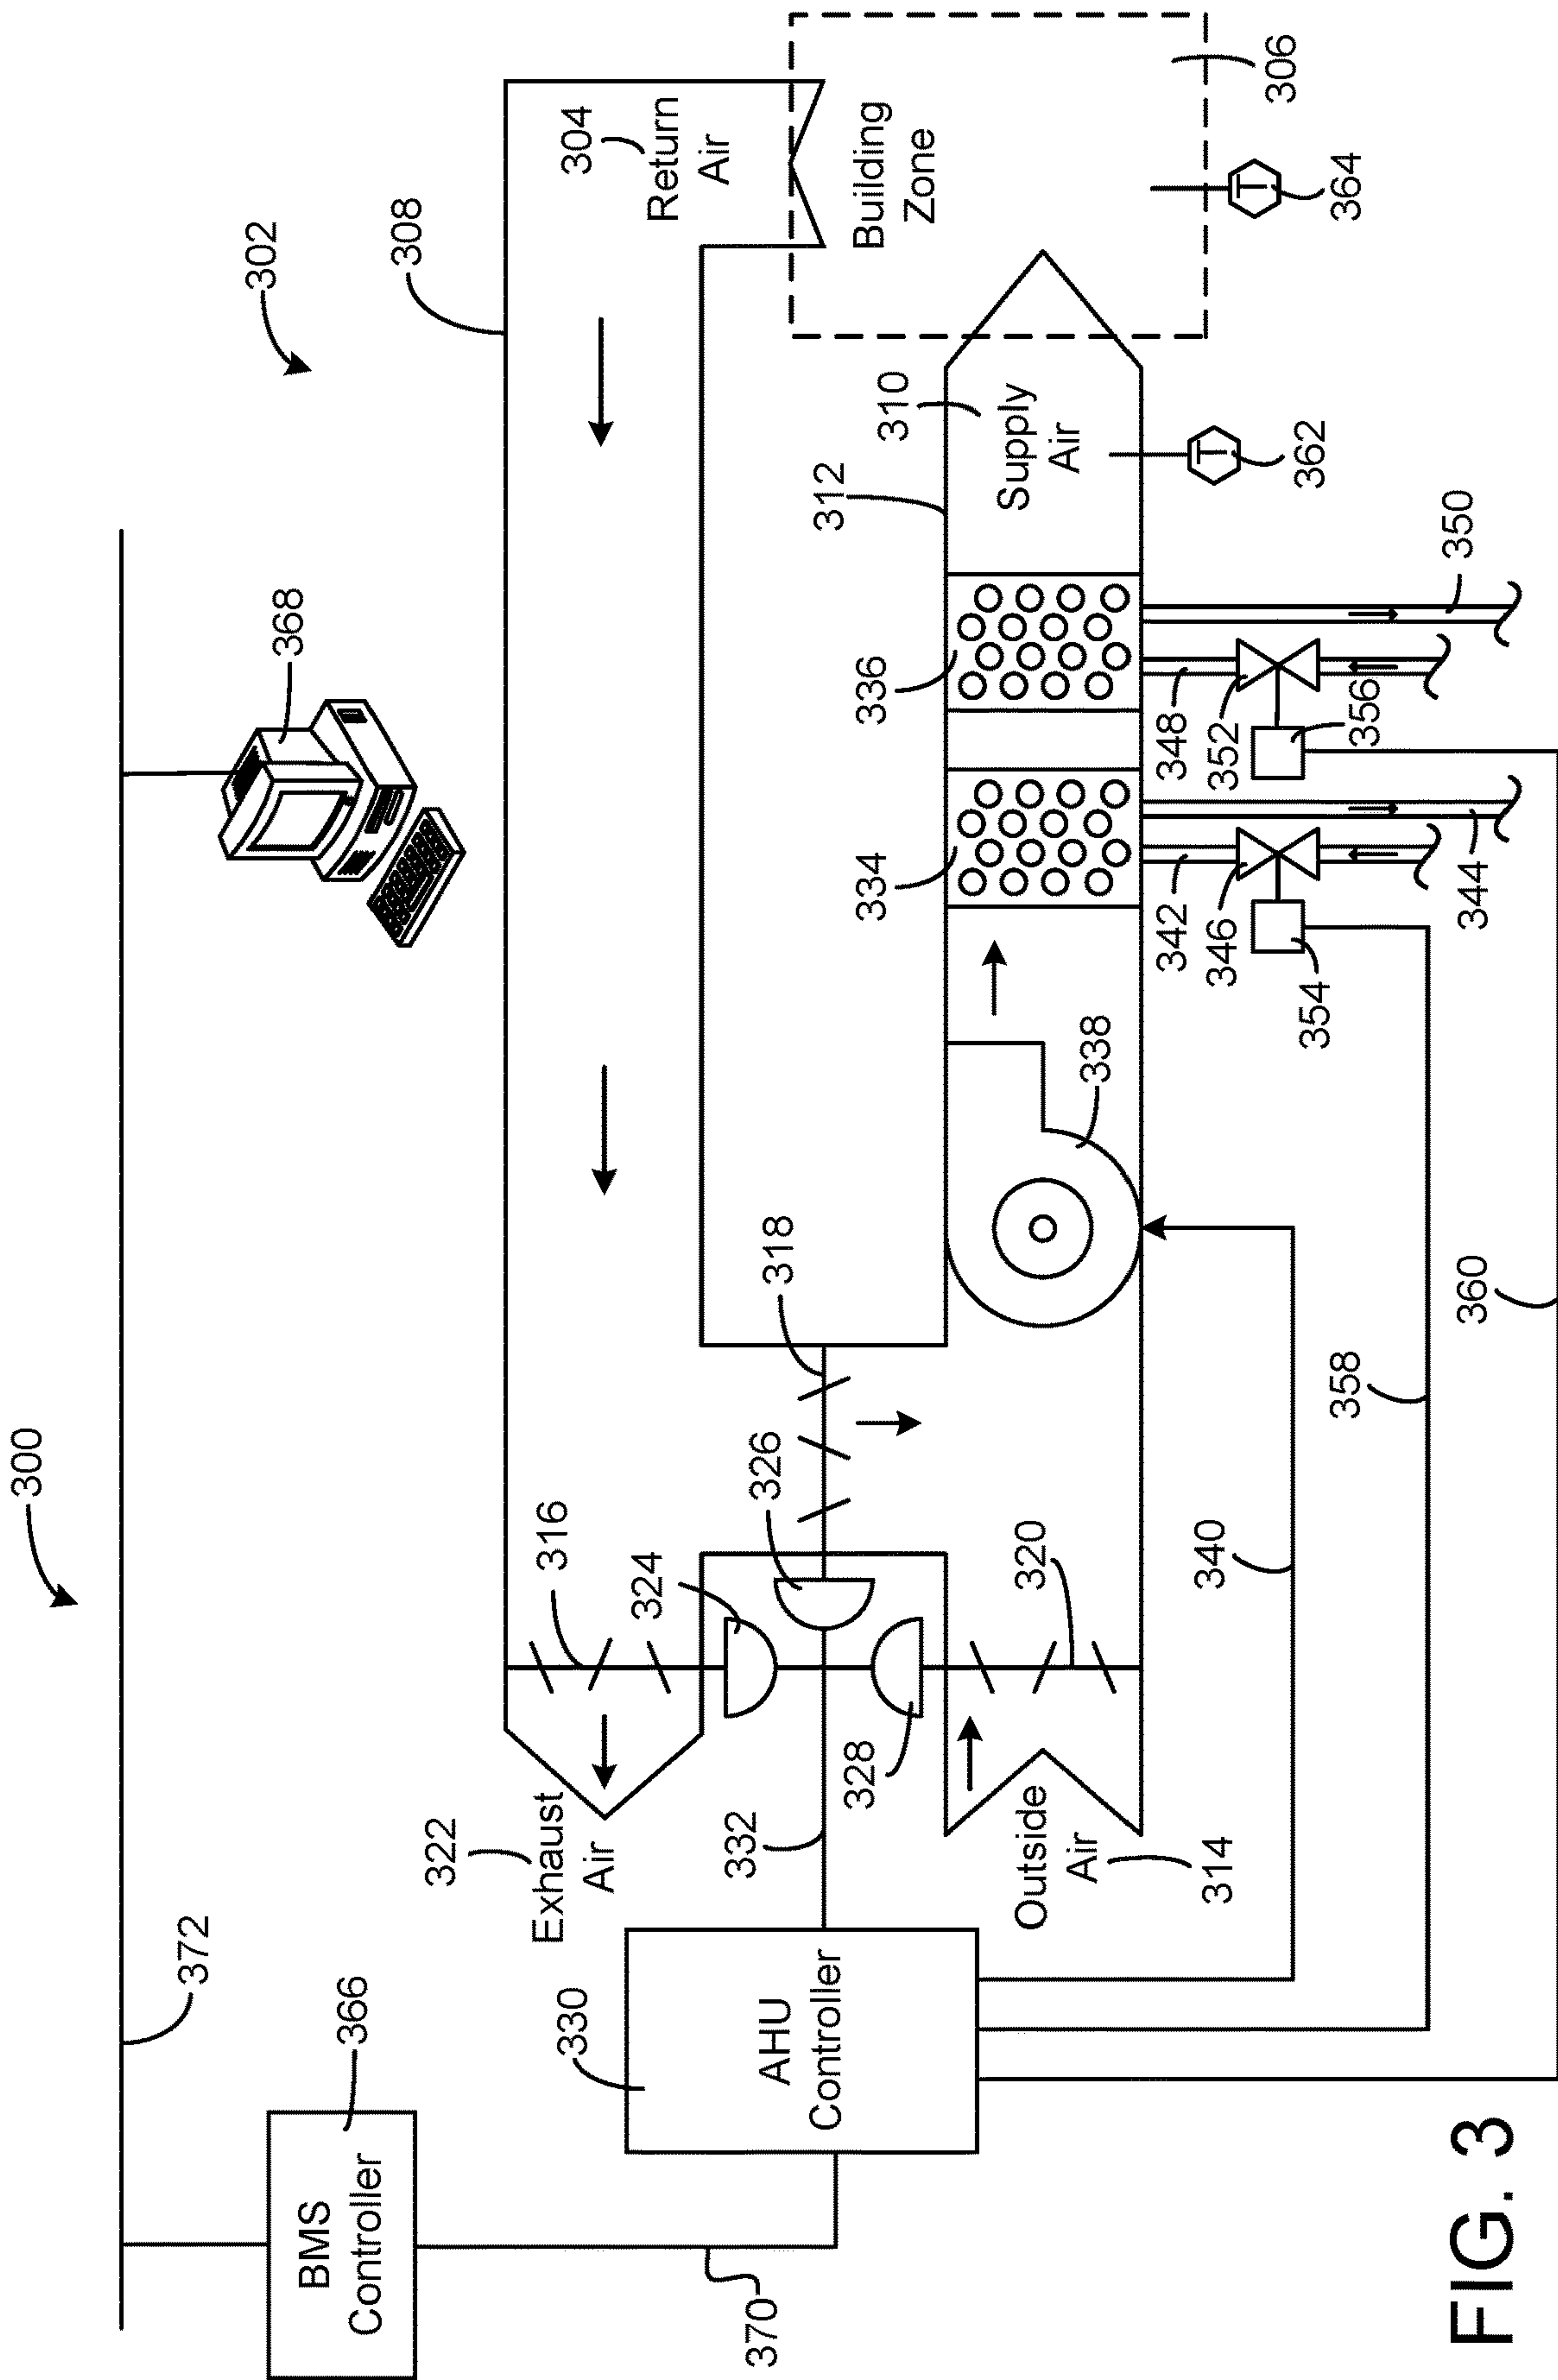 300
372
366
BMS
Controller
370
368
302
308
304
Return
Air
Building
Zone
306
364
322
Exhaust
Air
316
324
326
318
332
328
330
AHU
Controller
Outside
Air
314
320
338
334
336
312
310
Supply
Air
362
340
342
346
354
344
348
352
356
350
358
360
T
T
FIG. 3